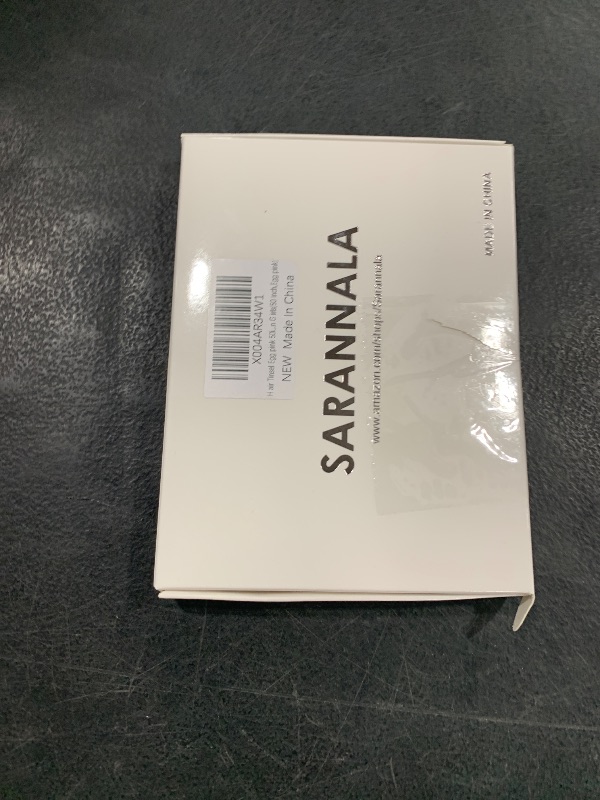 MADE IN CHINA
SARANNALA
www.amazon.com/shops/Sarannala
X004AR34W1
NEW Made In China